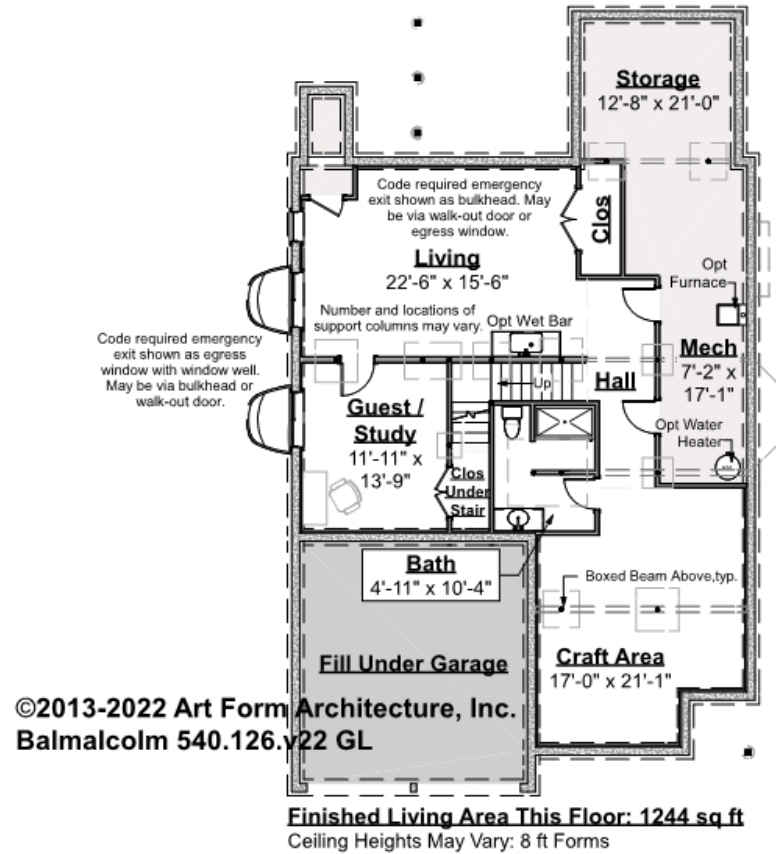 Storage
12'-8" x 21'-0"
Code required emergency
exit shown as bulkhead. May
be via walk-out door or
egress window.
Clos
Living
22'-6" x 15'-6"
Opt
Furnace
Number and locations of
support columns may vary.
Opt Wet Bar
Code required emergency
exit shown as egress
window with window well.
May be via bulkhead or
walk-out door.
Mech
7'-2" x
17'-1"
Up
Hall
Guest /
Study
11'-11" x
13'-9"
Opt Water
Heater
Clos
Under
Stair
Bath
4'-11" x 10'-4"
Boxed Beam Above,typ.
Fill Under Garage
Craft Area
17'-0" x 21'-1"
©2013-2022 Art Form Architecture, Inc.
Balmalcolm 540.126.v22 GL
Finished Living Area This Floor: 1244 sq ft
Ceiling Heights May Vary: 8 ft Forms